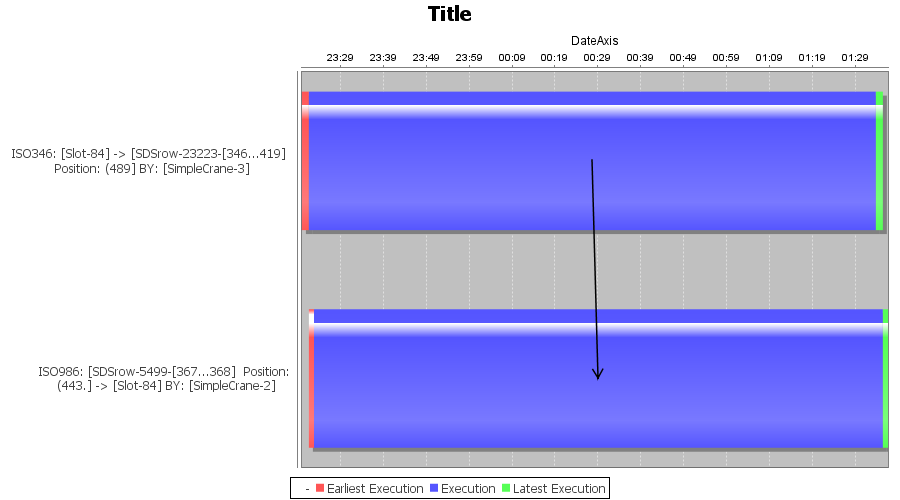 Title
DateAxis
23:29 23:39 23:49 23:59 00:09 00:19 00:29 00:39 00:49 00:59 01:09 01:19 01:29
ISO346: [Slot-84] -> [SDSrow-23223-[346...419]
Position: (489] BY: [SimpleCrane-3]
ISO986: [SDSrow-5499-[367...368]  Position:
(443.] -> [Slot-84] BY: [SimpleCrane-2]
- Earliest Execution Execution Latest Execution